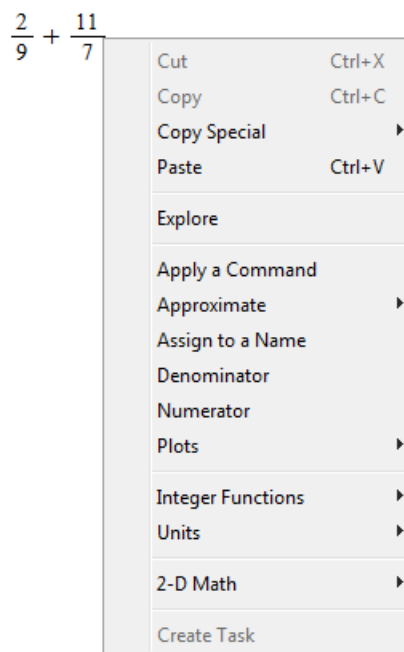 2/9 + 11/7
Cut Ctrl+X
Copy Ctrl+C
Copy Special
Paste Ctrl+V
Explore
Apply a Command
Approximate
Assign to a Name
Denominator
Numerator
Plots
Integer Functions
Units
2-D Math
Create Task